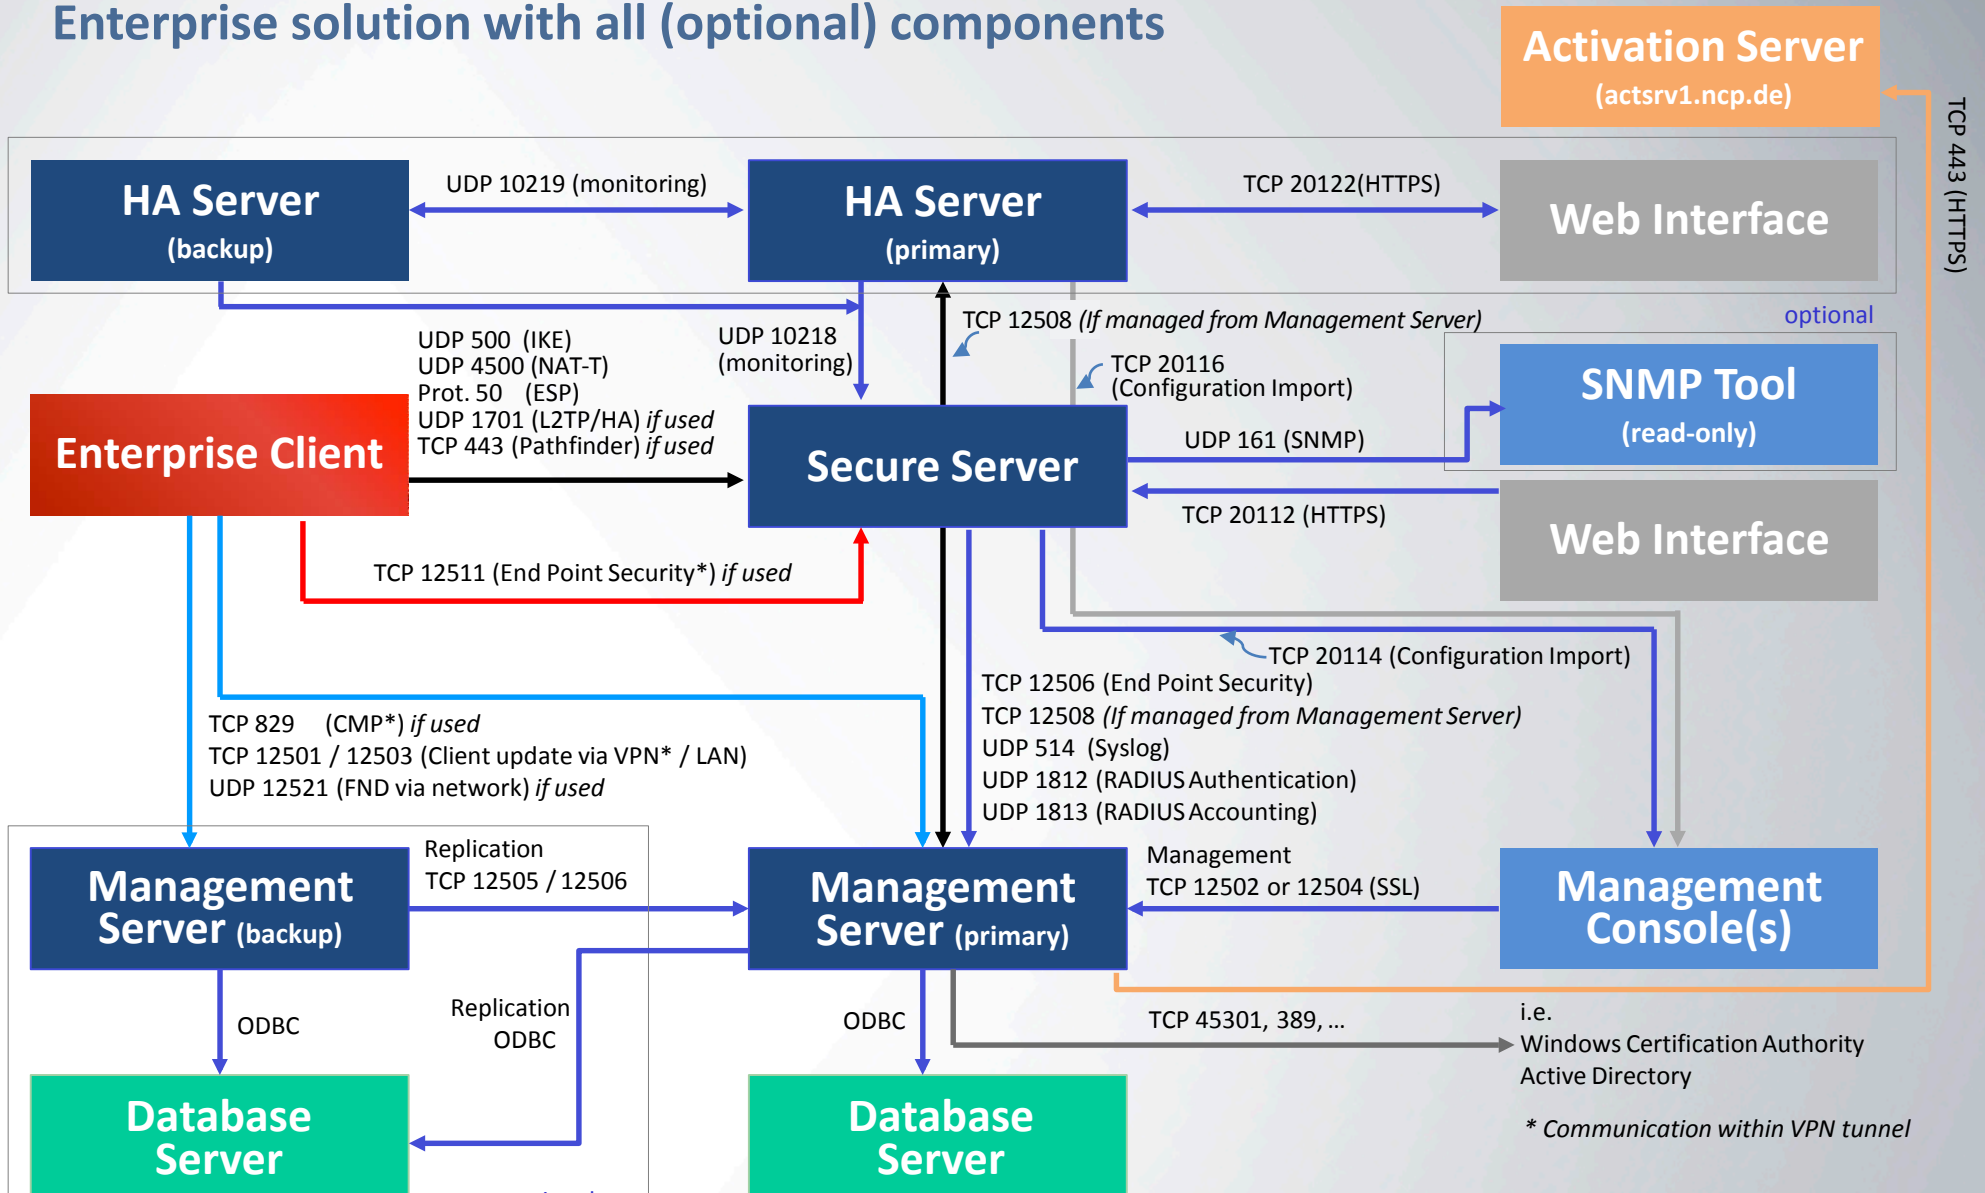 Enterprise solution with all (optional) components
Activation Server
(actsrv1.ncp.de)
TCP 443 (HTTPS)
HA Server
(backup)
UDP 10219 (monitoring)
HA Server
(primary)
TCP 20122(HTTPS)
Web Interface
optional
UDP 500 (IKE)
UDP 4500 (NAT-T)
Prot. 50 (ESP)
UDP 1701 (L2TP/HA) if used
TCP 443 (Pathfinder) if used
UDP 10218
(monitoring)
TCP 12508 (If managed from Management Server)
TCP 20116
(Configuration Import)
SNMP Tool
(read-only)
Enterprise Client
Secure Server
UDP 161 (SNMP)
TCP 20112 (HTTPS)
Web Interface
TCP 12511 (End Point Security*) if used
TCP 20114 (Configuration Import)
TCP 12506 (End Point Security)
TCP 12508 (If managed from Management Server)
UDP 514 (Syslog)
UDP 1812 (RADIUS Authentication)
UDP 1813 (RADIUS Accounting)
TCP 829 (CMP*) if used
TCP 12501 / 12503 (Client update via VPN* / LAN)
UDP 12521 (FND via network) if used
Management
Server (backup)
Replication
TCP 12505 / 12506
Management
Server (primary)
Management
TCP 12502 or 12504 (SSL)
Management
Console(s)
ODBC
Replication
ODBC
ODBC
TCP 45301, 389, ...
i.e.
Windows Certification Authority
Active Directory
Database
Server
Database
Server
* Communication within VPN tunnel